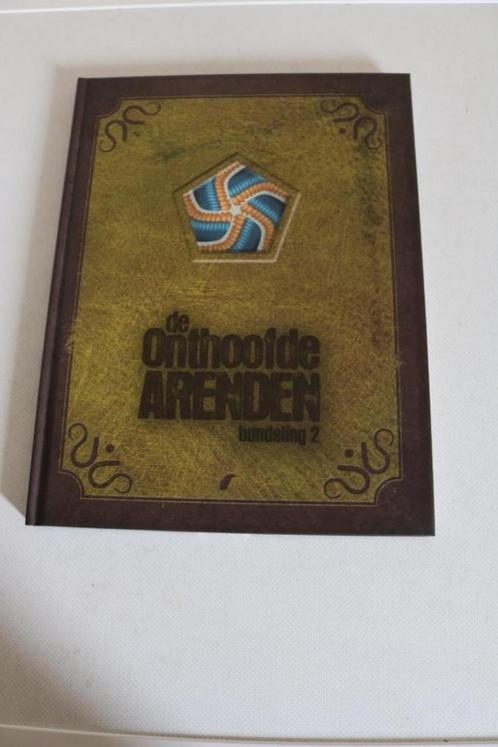 de
Onthoofde
ARENDEN
bundeling 2